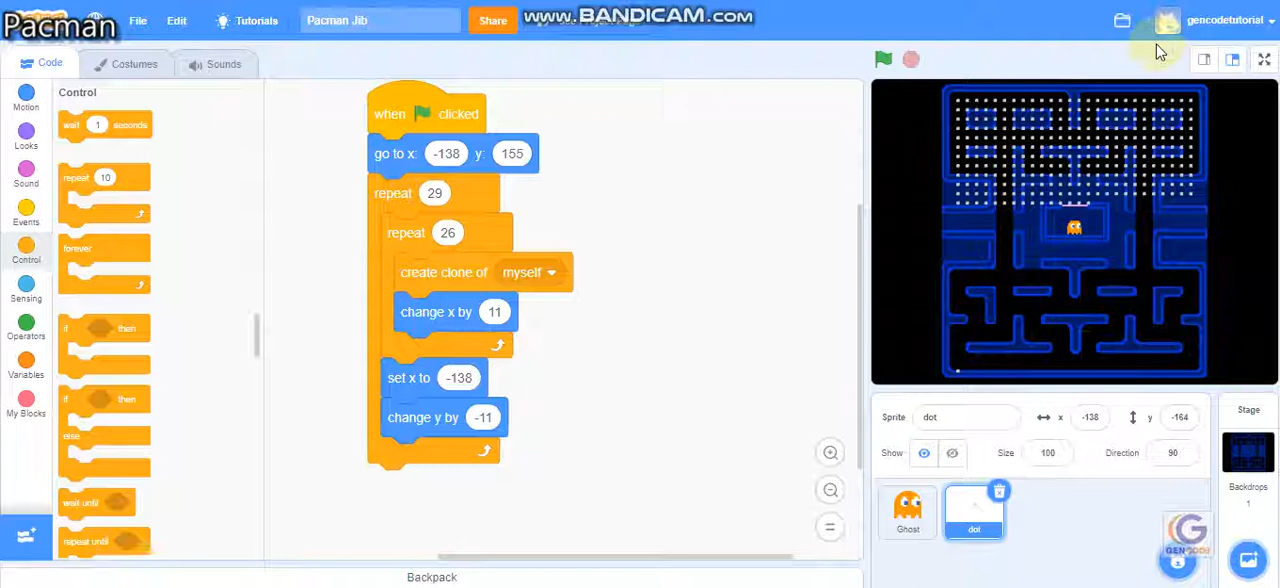 www.BANDICAM.com
Pacman
File
Edit
Tutorials
Pacman Jib
Share
gencodetutorial
Code
Costumes
Sounds
Motion
Looks
Sound
Events
Control
Sensing
Operators
Variables
My Blocks
Control
wait 1 seconds
repeat 10
forever
if then
if then
else
wait until
repeat until
when clicked
go to x: -138 y: 155
repeat 29
repeat 26
create clone of myself
change x by 11
set x to -138
change y by -11
Sprite dot x -138 y -164
Show Size 100 Direction 90
Ghost
dot
Stage
Backdrops
1
Backpack